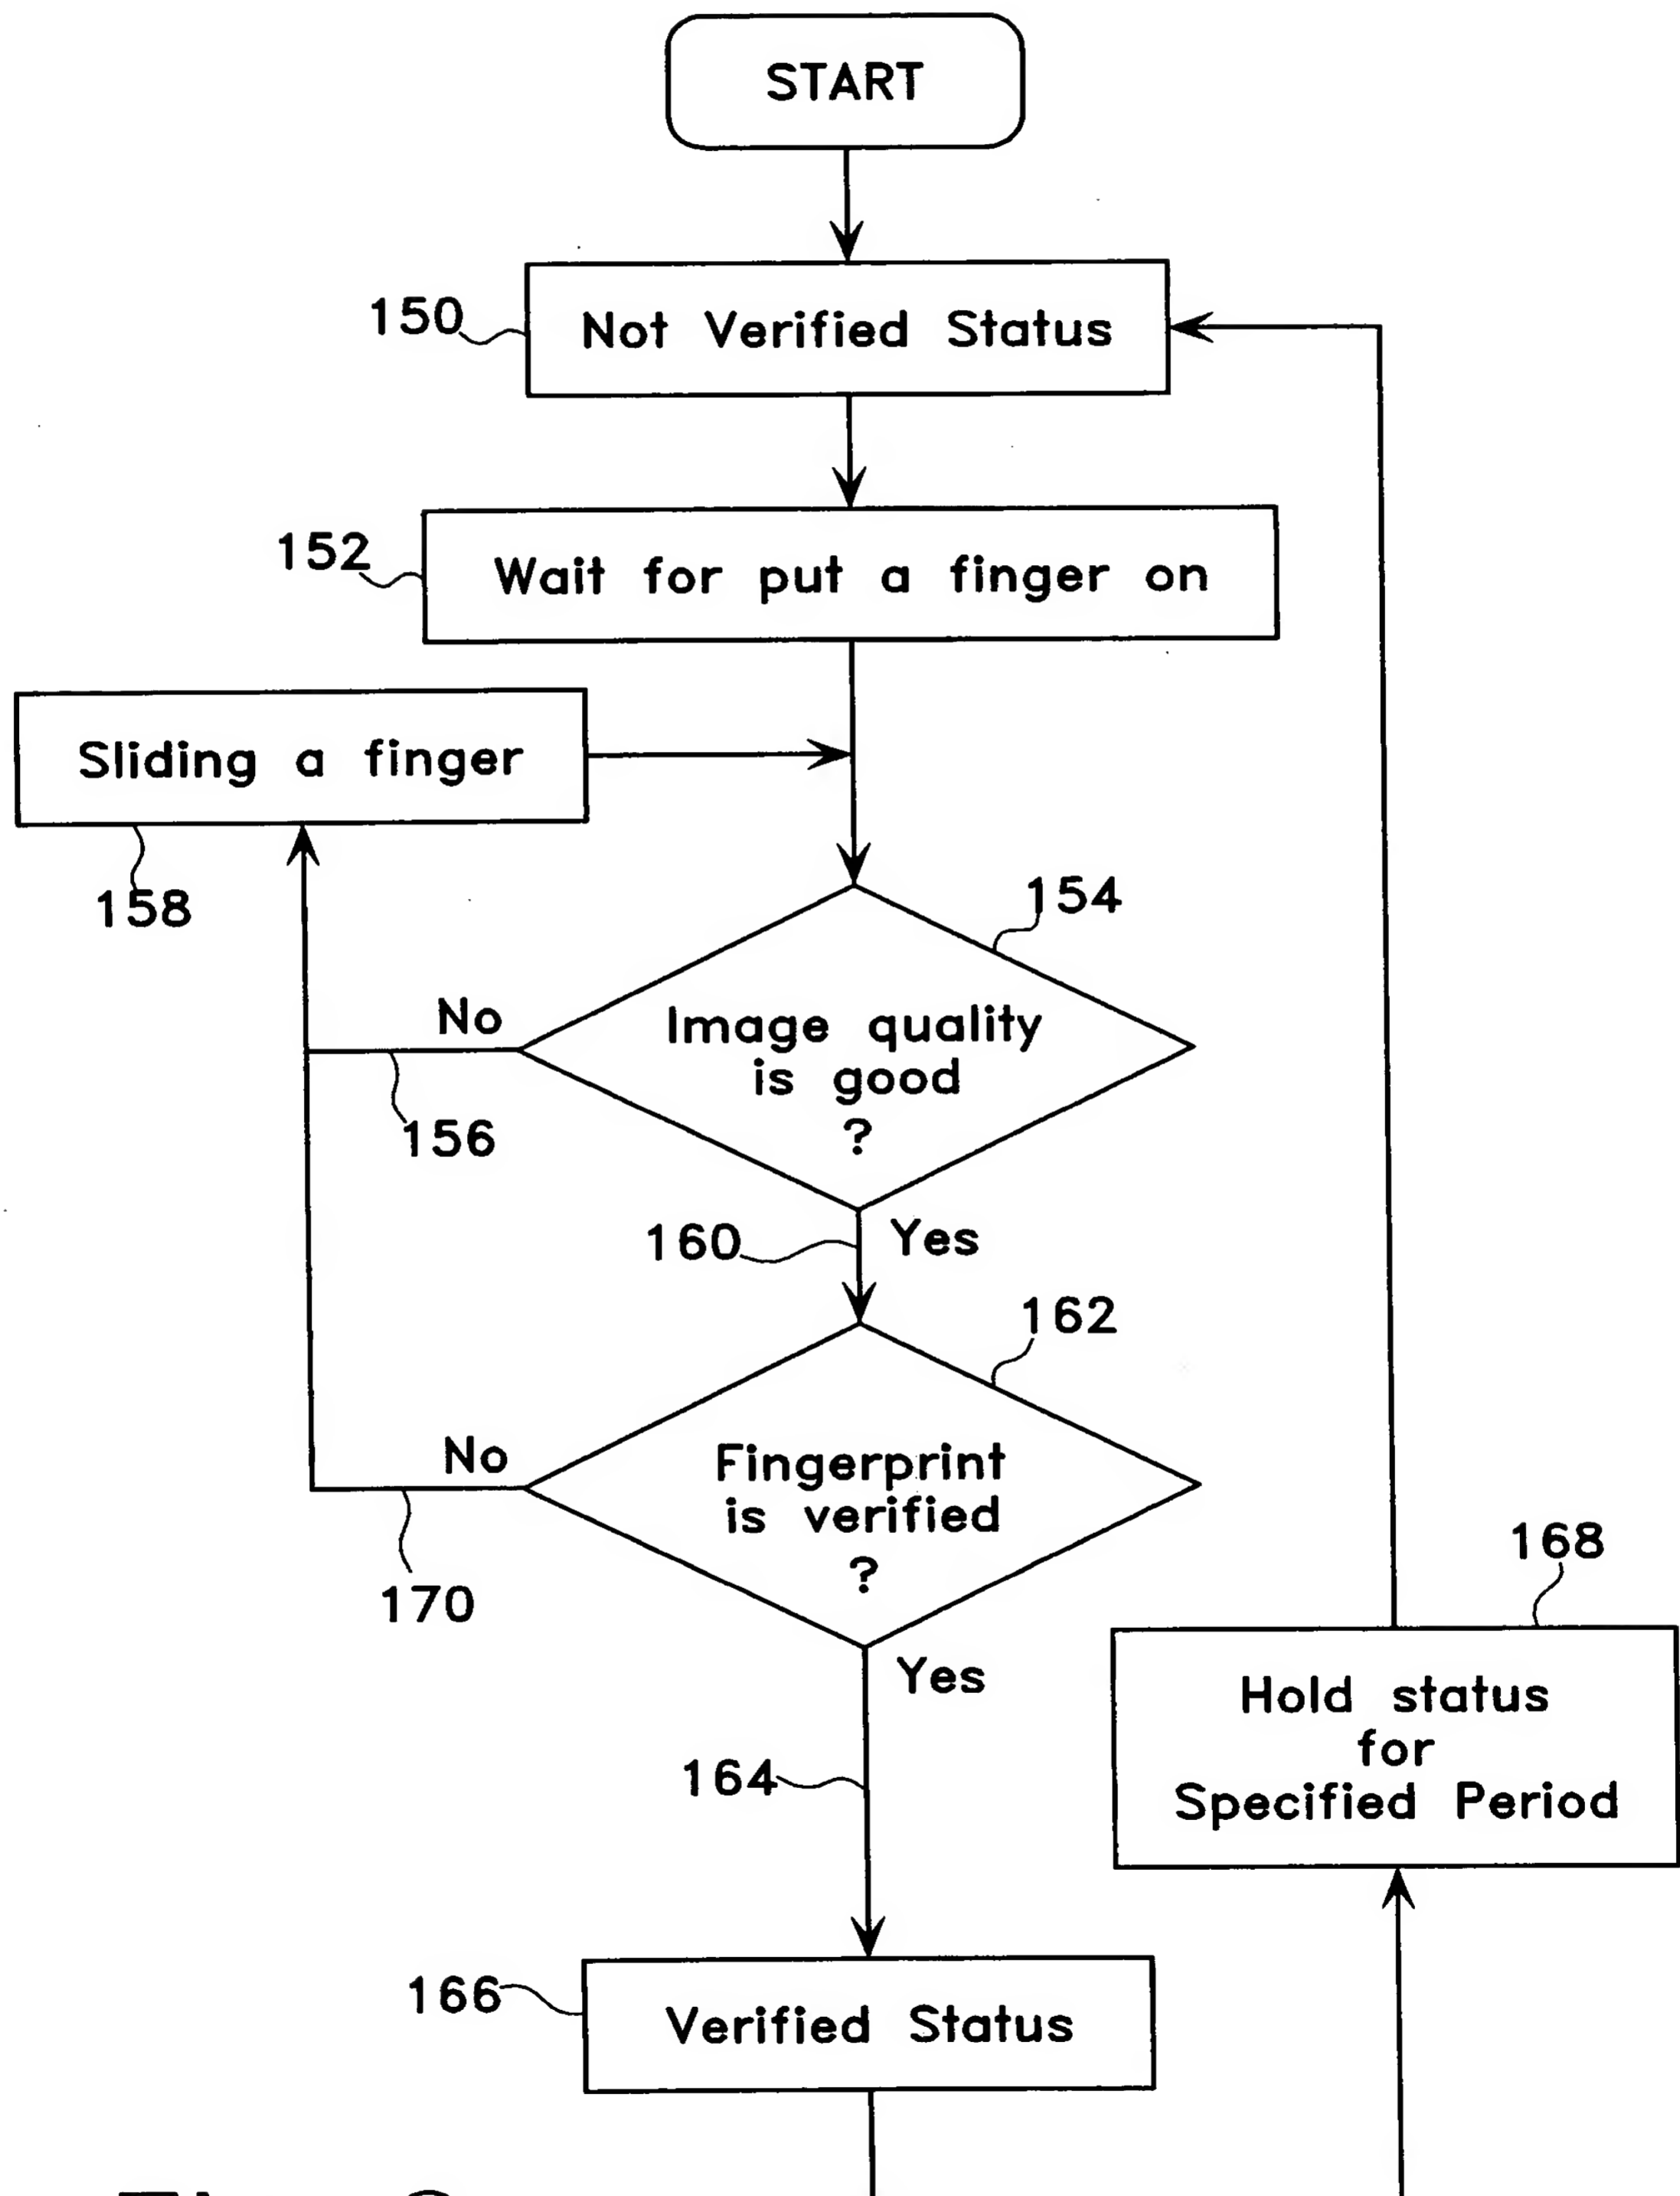 START
150
Not Verified Status
152
Wait for put a finger on
Sliding a finger
158
154
No
Image quality
is good
?
156
160
Yes
162
No
Fingerprint
is verified
?
170
168
Yes
Hold status
for
Specified Period
164
166
Verified Status